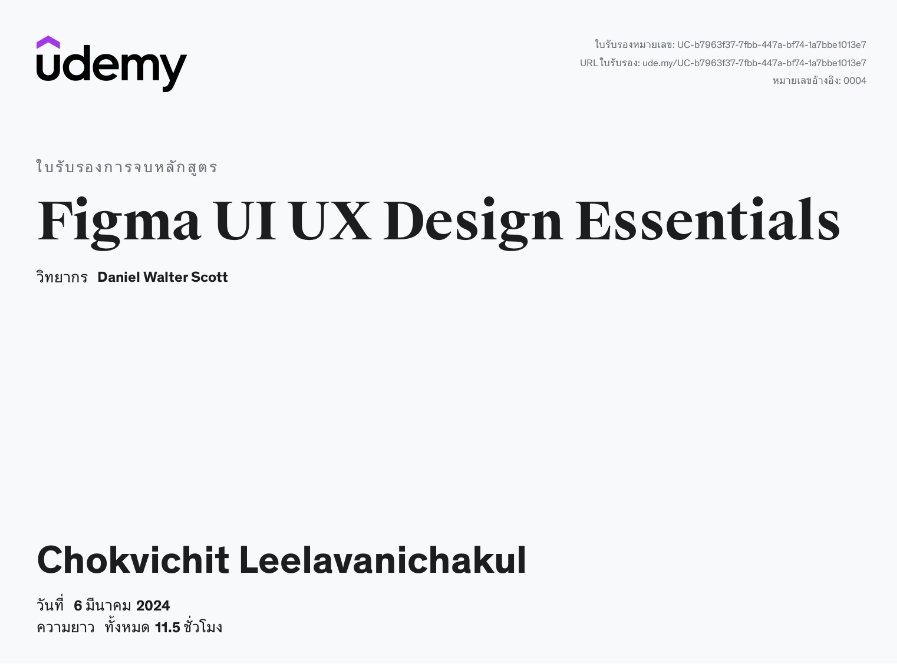 udemy
ใบรับรองหมายเลข: UC-b7963f37-7fbb-447a-bf74-1a7bbe1013e7
URL ใบรับรอง: ude.my/UC-b7963f37-7fbb-447a-bf74-1a7bbe1013e7
หมายเลขอ้างอิง: 0004
ใบรับรองการจบหลักสูตร
Figma UI UX Design Essentials
วิทยากร Daniel Walter Scott
Chokvichit Leelavanichakul
วันที่ 6 มีนาคม 2024
ความยาว ทั้งหมด 11.5 ชั่วโมง